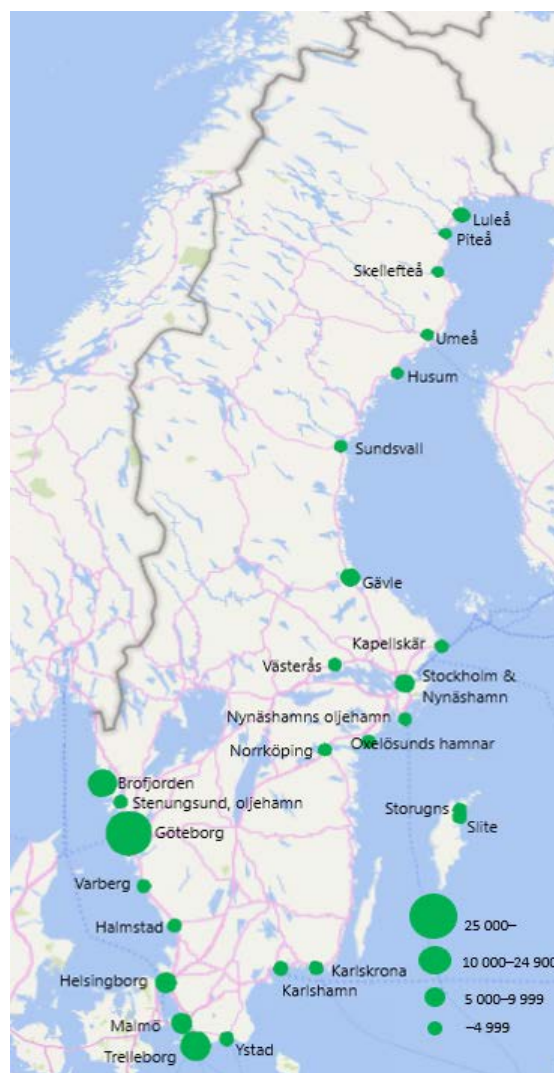 Luleå
Piteå
Skellefteå
Umeå
Husum
Sundsvall
Gävle
Kapellskär
Västerås
Stockholm &
Nynäshamn
Nynäshamns oljehamn
Oxelösunds hamnar
Norrköping
Brofjorden
Stenungsund, oljehamn
Göteborg
Storugns
Slite
Varberg
Halmstad
25 000–
10 000–24 900
Karlskrona
Karlshamn
Helsingborg
5 000–9 999
Malmö
–4 999
Ystad
Trelleborg